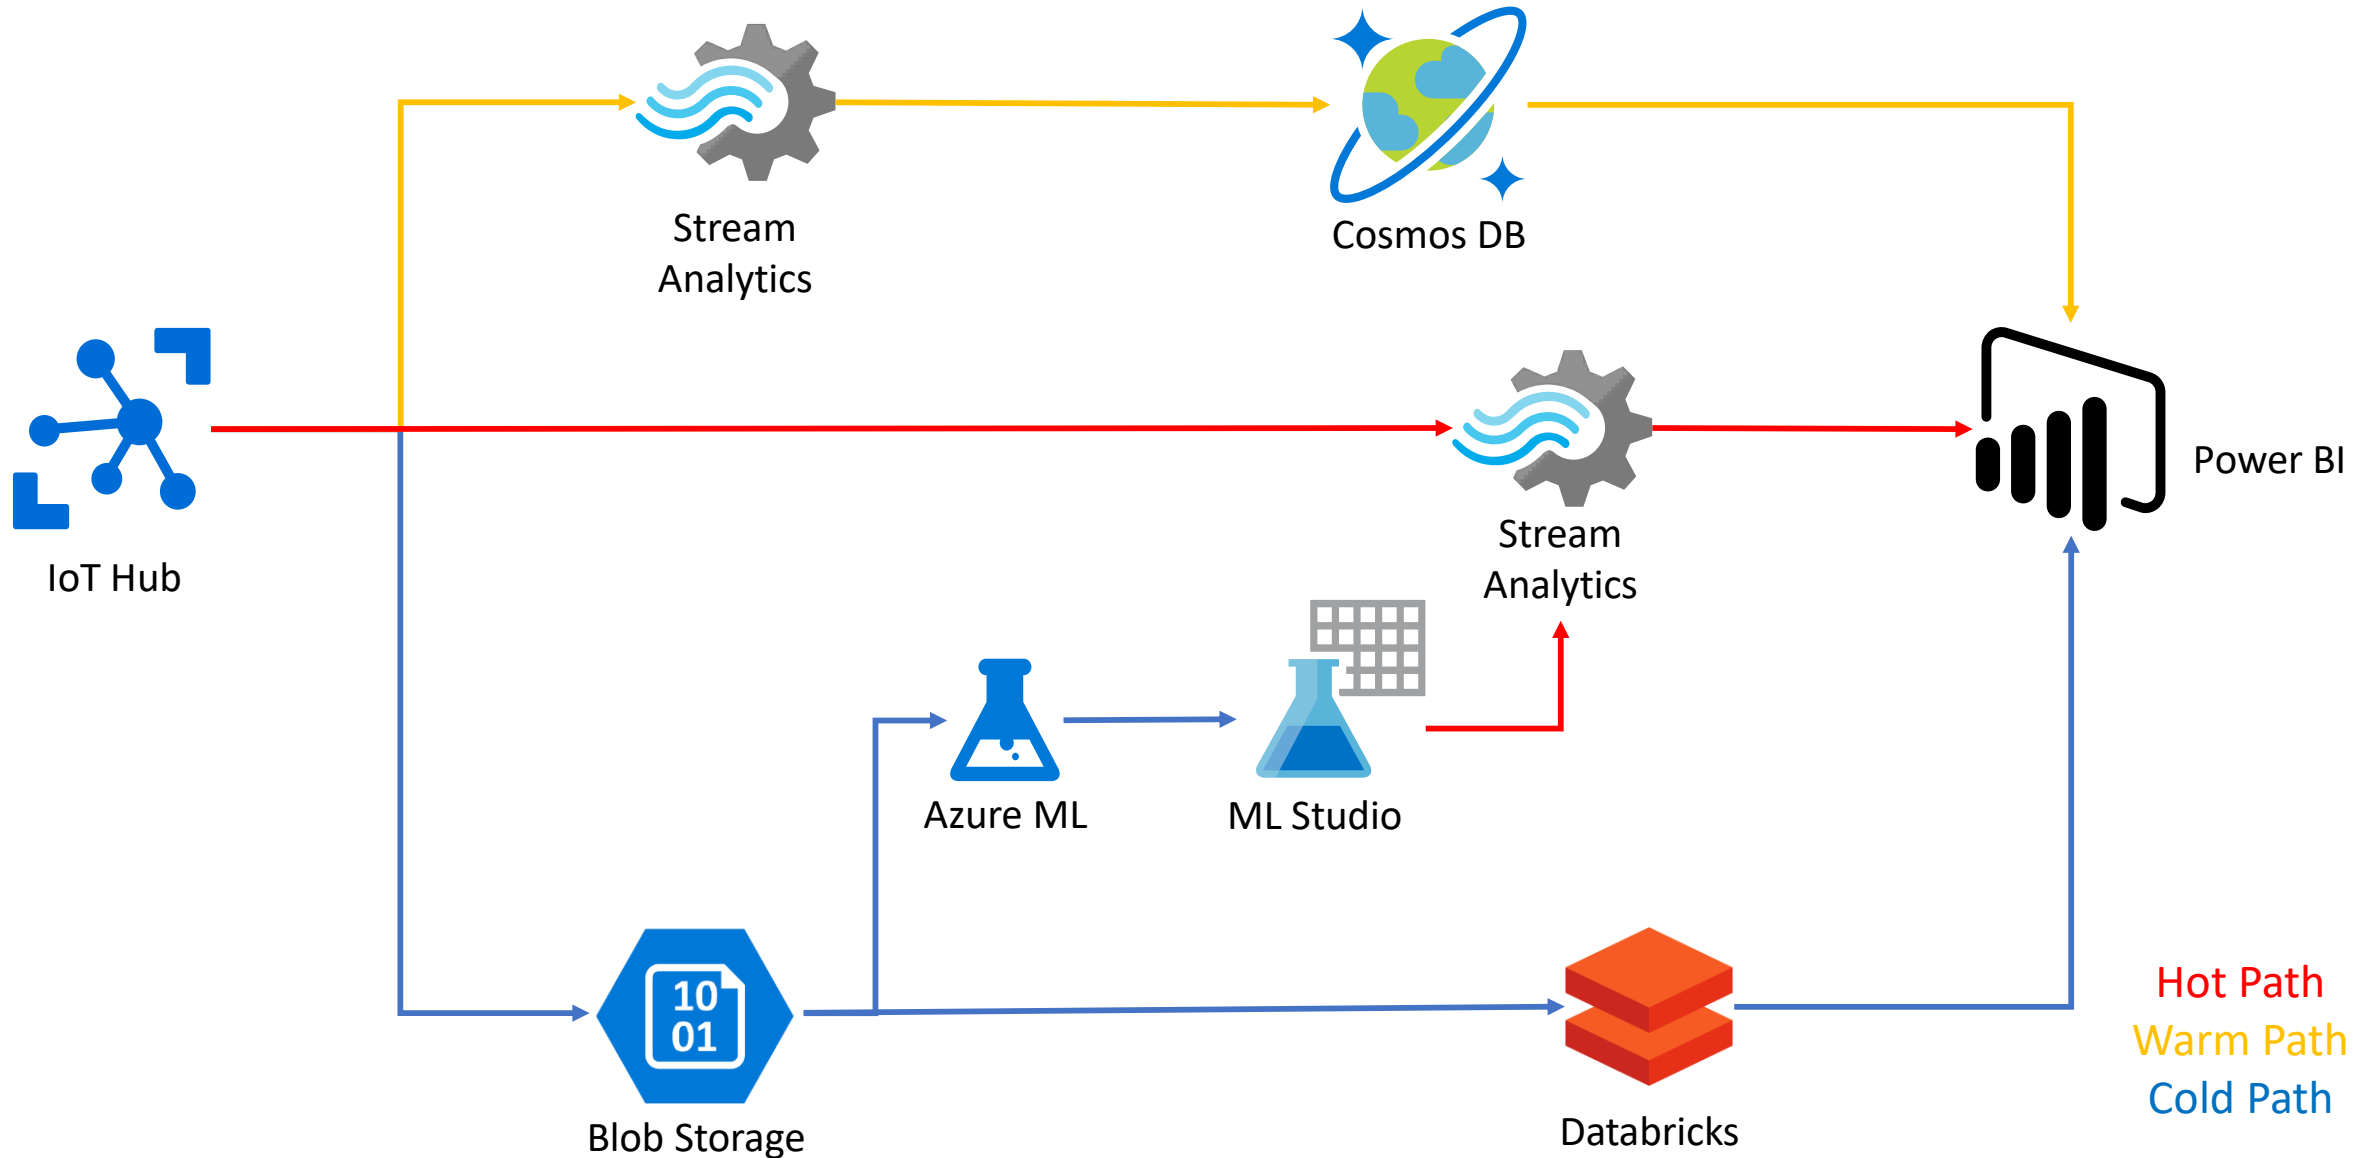 Stream
Analytics
Cosmos DB
IoT Hub
Stream
Analytics
Power BI
Azure ML
ML Studio
10
01
Blob Storage
Databricks
Hot Path
Warm Path
Cold Path